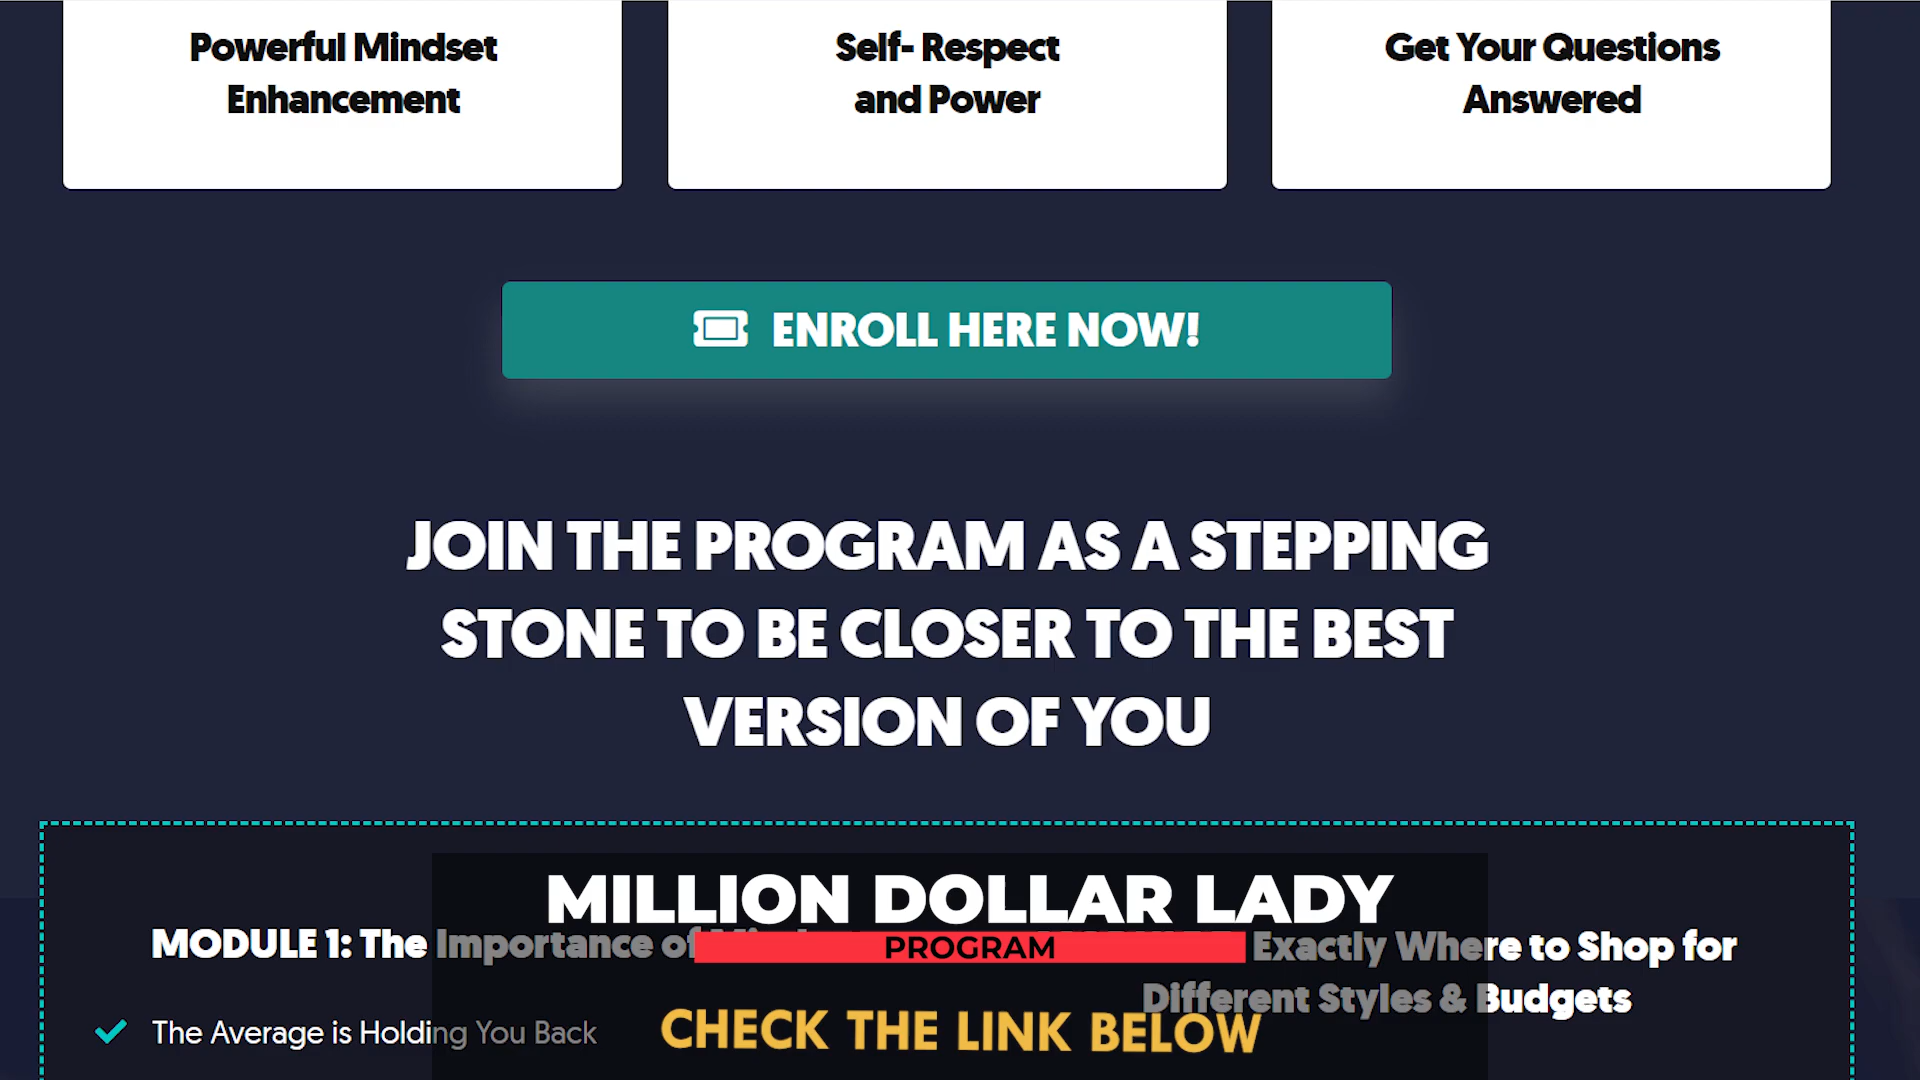 Powerful Mindset
Enhancement
Self- Respect
and Power
Get Your Questions
Answered
ENROLL HERE NOW!
JOIN THE PROGRAM AS A STEPPING
STONE TO BE CLOSER TO THE BEST
VERSION OF YOU
MILLION DOLLAR LADY
PROGRAM
CHECK THE LINK BELOW
MODULE 1: The Importance of
The Average is Holding You Back
Exactly Where to Shop for
Different Styles & Budgets